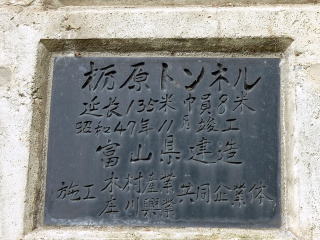 栃原トンネル
延長135米 巾員8米
昭和47年11月竣工
富山県建造
施工 木村産業 共同企業体
庄川興業